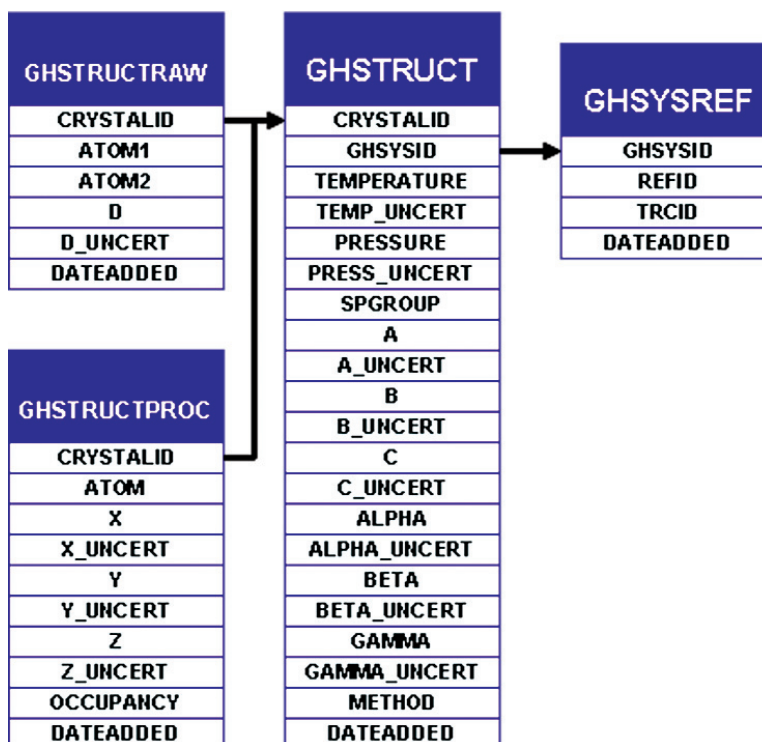 GHSTRUCTRAW
CRYSTALID
ATOM1
ATOM2
D
D_UNCERT
DATEADDED
GHSTRUCTPROC
CRYSTALID
ATOM
X
X_UNCERT
Y
Y_UNCERT
Z
Z_UNCERT
OCCUPANCY
DATEADDED
GHSTRUCT
CRYSTALID
GHSYSID
TEMPERATURE
TEMP_UNCERT
PRESSURE
PRESS_UNCERT
SPGROUP
A
A_UNCERT
B
B_UNCERT
C
C_UNCERT
ALPHA
ALPHA_UNCERT
BETA
BETA_UNCERT
GAMMA
GAMMA_UNCERT
METHOD
DATEADDED
GHSYSREF
GHSYSID
REFID
TRCID
DATEADDED